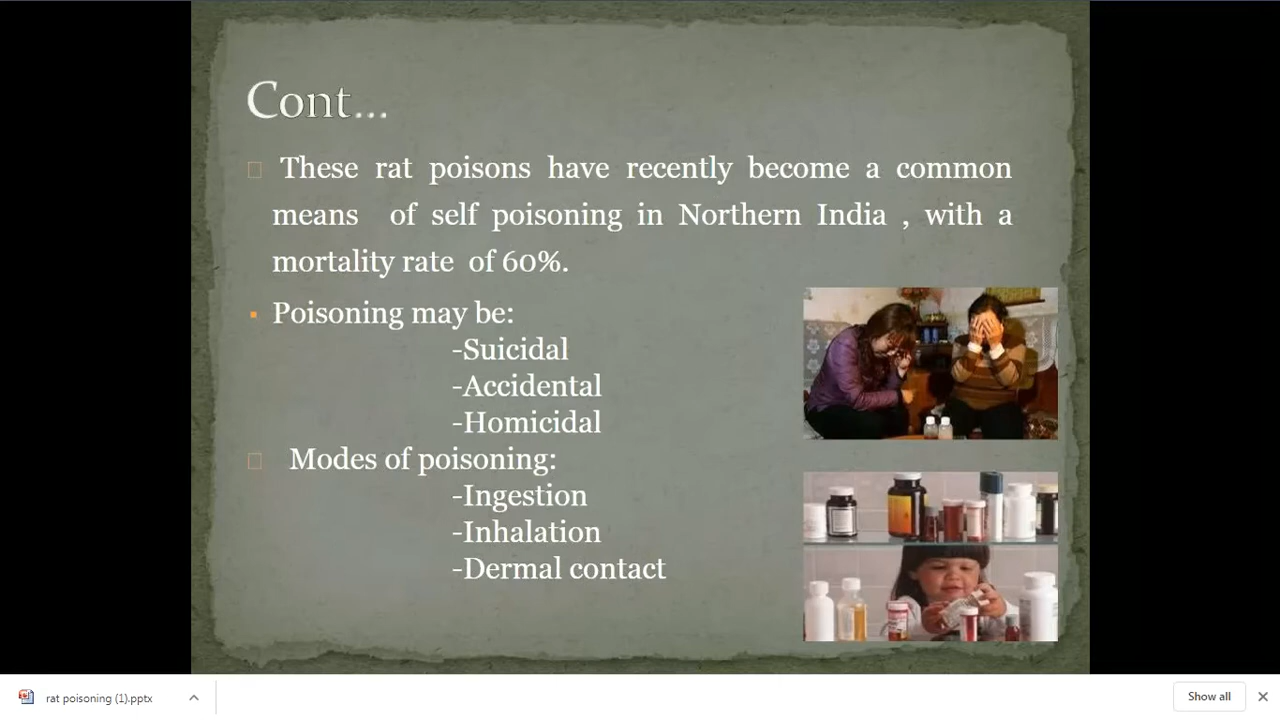 Cont...
These rat poisons have recently become a common
means of self poisoning in Northern India , with a
mortality rate of 60%.
Poisoning may be:
-Suicidal
-Accidental
-Homicidal
Modes of poisoning:
-Ingestion
-Inhalation
-Dermal contact
rat poisoning (1).pptx
Show all